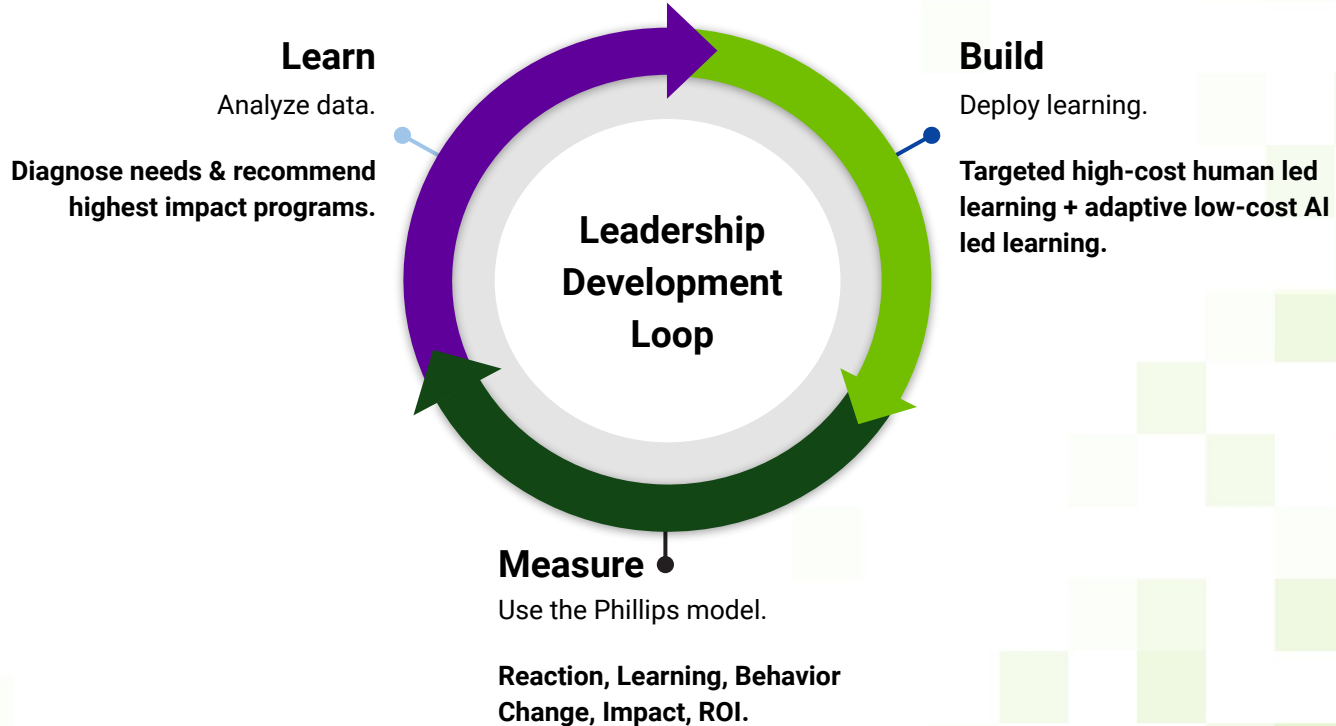 Learn
Analyze data.
Diagnose needs & recommend
highest impact programs.
Build
Deploy learning.
Targeted high-cost human led
learning + adaptive low-cost AI
led learning.
Leadership
Development
Loop
Measure
Use the Phillips model.
Reaction, Learning, Behavior
Change, Impact, ROI.